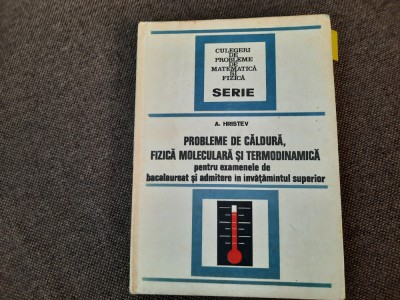 CULEGERI
DE
PROBLEME
DE
MATEMATICĂ
ȘI
FIZICĂ
SERIE
A. HRISTEV
PROBLEME DE CĂLDURĂ,
FIZICĂ MOLECULARĂ ȘI TERMODINAMICĂ
pentru examenele de
bacalaureat și admitere în învățămîntul superior